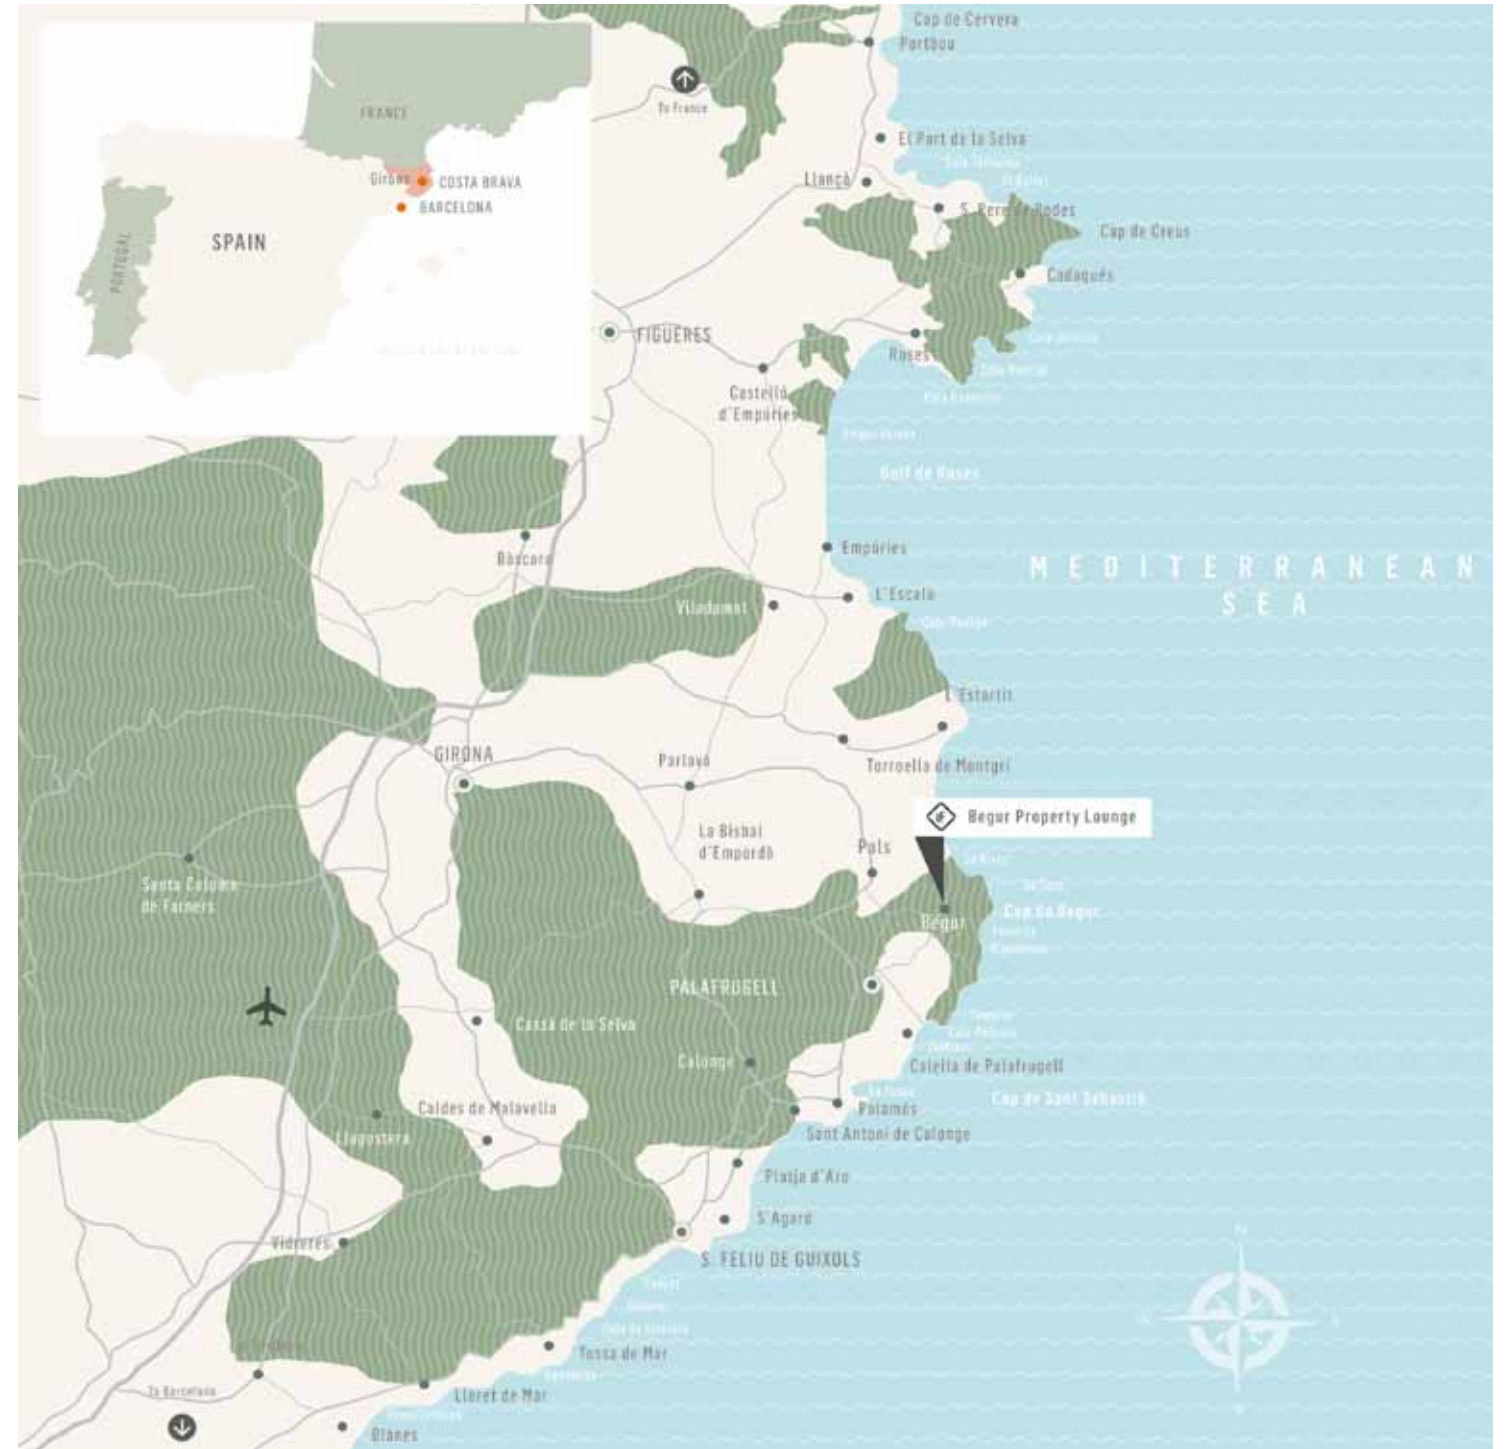 Cap de Cervera
Portbou
FRANCE
To France
El Port de la Selva
Girona
COSTA BRAVA
Llançà
BARCELONA
S. Pere de Rodes
Cap de Creus
SPAIN
PORTUGAL
Cadaqués
FIGUERES
Roses
Castelló
d'Empúries
Empuriabrava
Golf de Roses
Empúries
Bàscara
MEDITERRANEAN
SEA
L'Escala
Viladamat
L'Estartit
GIRONA
Parlavà
Torroella de Montgrí
Begur Property Lounge
La Bisbal
d'Empordà
Pals
Santa Coloma
de Farners
Begur
Cap de Begur
PALAFRUGELL
Cassà de la Selva
Calonge
Calella de Palafrugell
Cap de Sant Sebastià
Caldes de Malavella
Palamós
Llagostera
Sant Antoni de Calonge
Platja d'Aro
S'Agaró
Vidreres
S. FELIU DE GUIXOLS
Tossa de Mar
To Barcelona
Lloret de Mar
Blanes
N